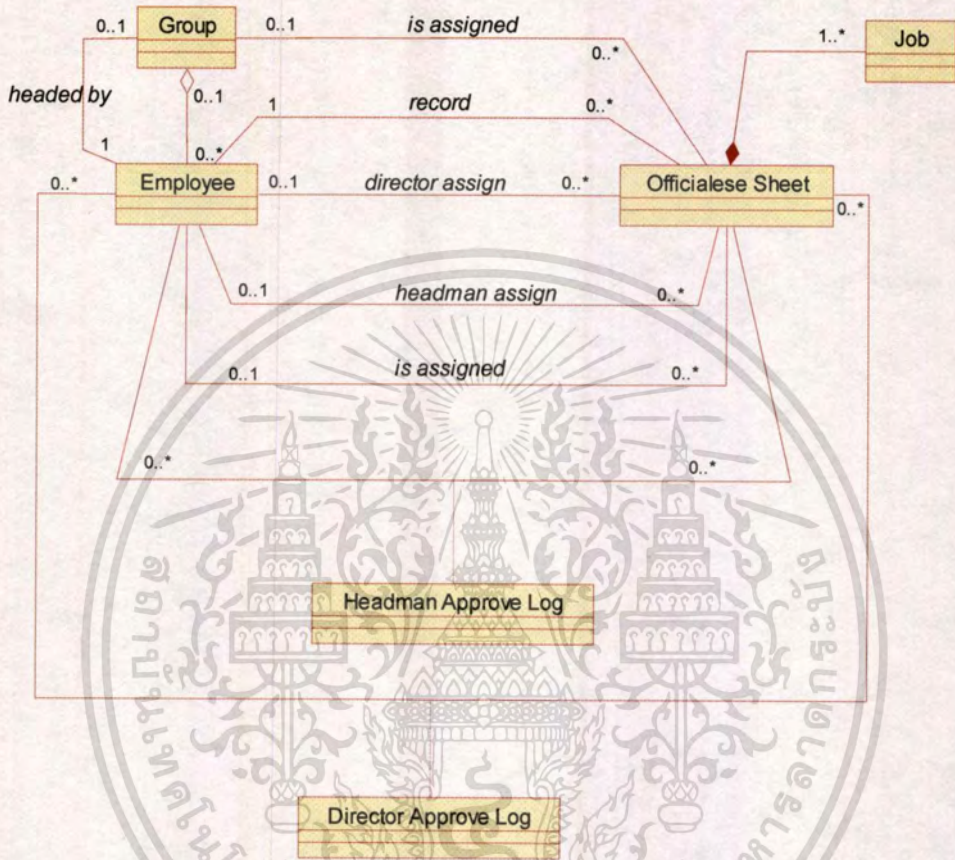 0..1
Group
0..1
is assigned
0..*
1..*
Job
headed by
0..1
1
record
0..*
1
0..*
0..*
Employee
0..1
director assign
0..*
Officialese Sheet
0..*
0..1
headman assign
0..*
0..1
is assigned
0..*
0..*
0..*
Headman Approve Log
Director Approve Log